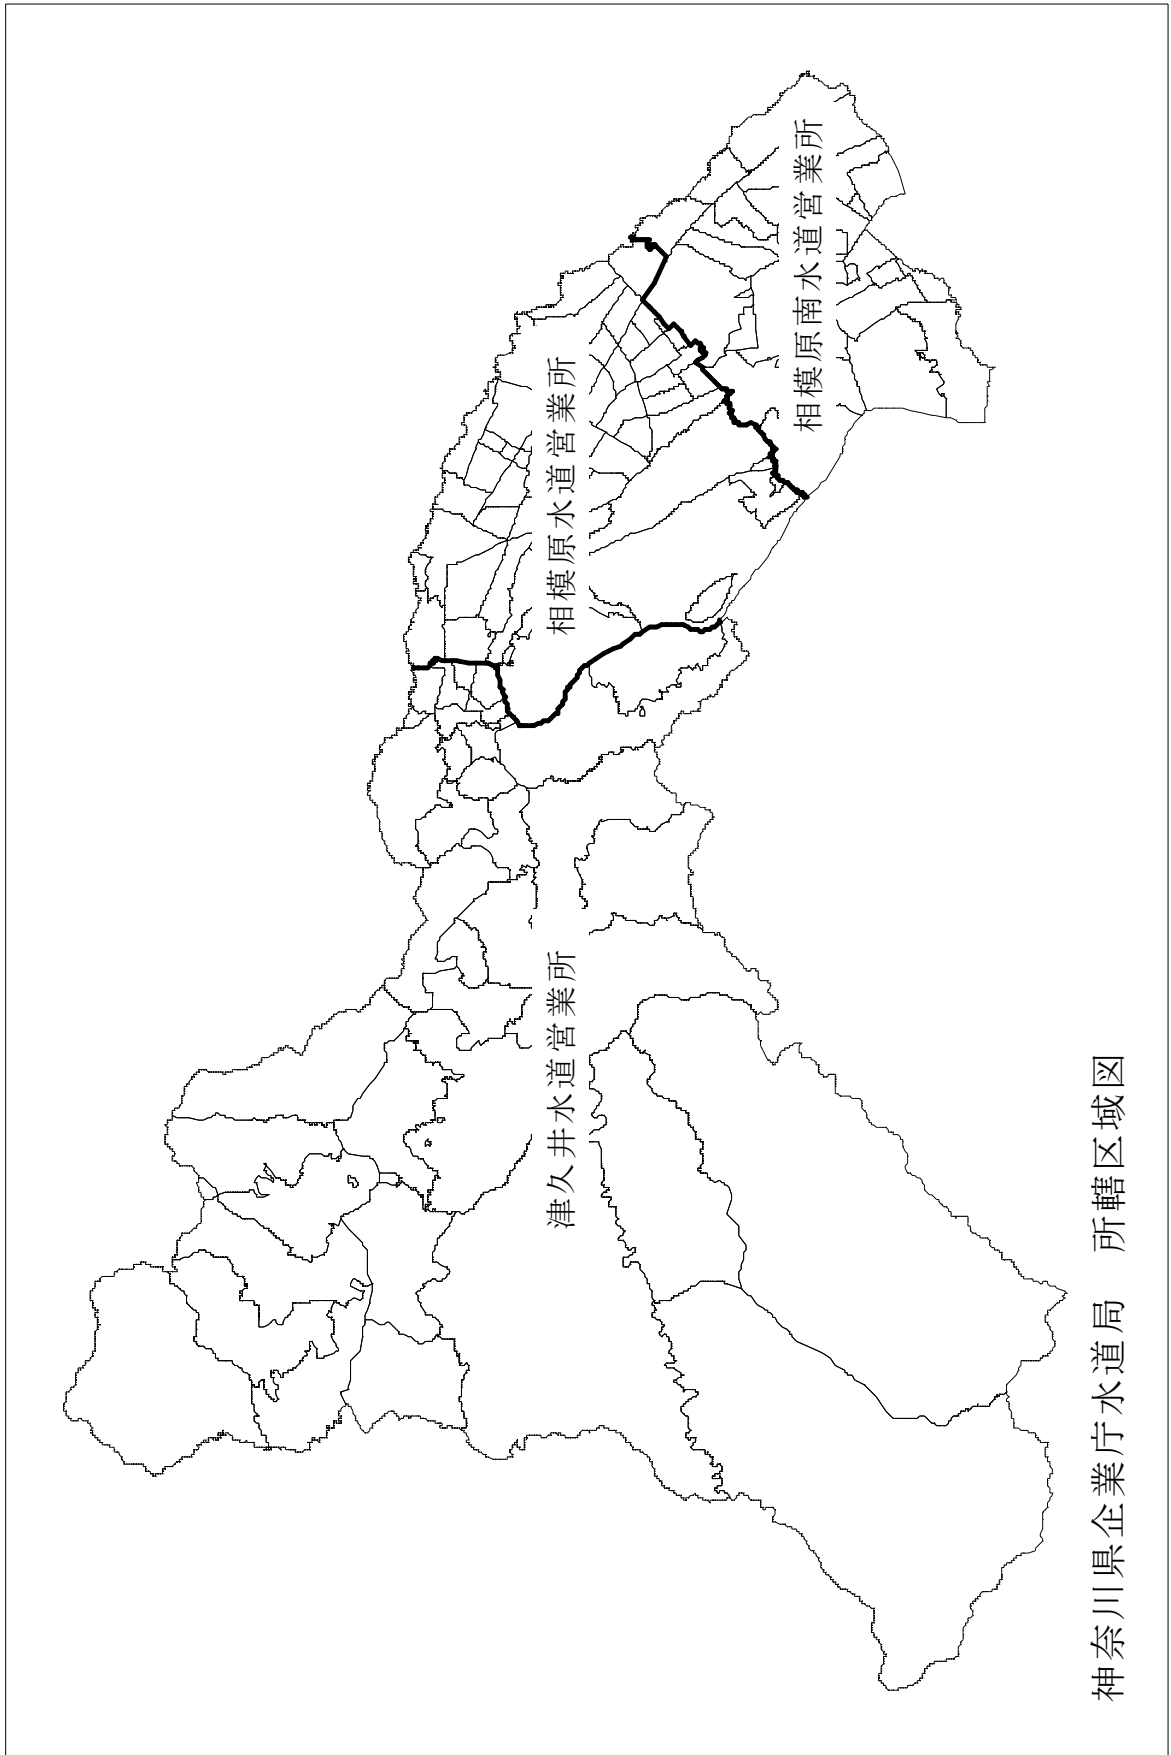 相模原南水道営業所
相模原水道営業所
津久井水道営業所
神奈川県企業庁水道局　所轄区域図